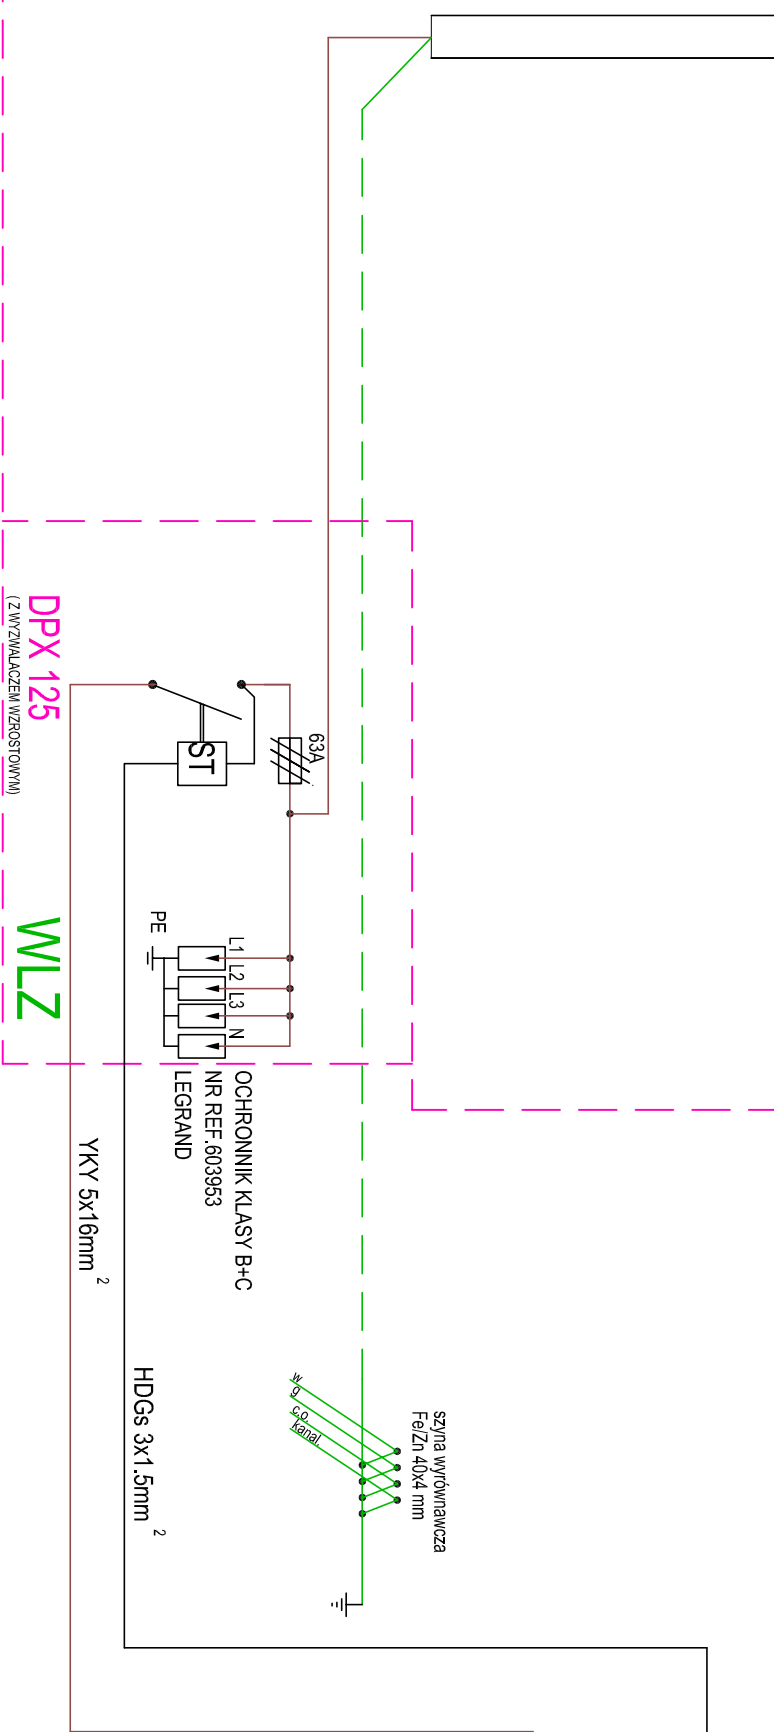 DPX 125
( Z WYZWALACZEM WZROSTOWYM)
WLZ
ST
63A
PE
L1
L2
L3
N
OCHRONNIK KLASY B+C
NR REF.603953
LEGRAND
YKY 5x16mm 2
HDGs 3x1.5mm 2
w
g
c.o.
kanal.
szyna wyrównawcza
Fe/Zn 40x4 mm